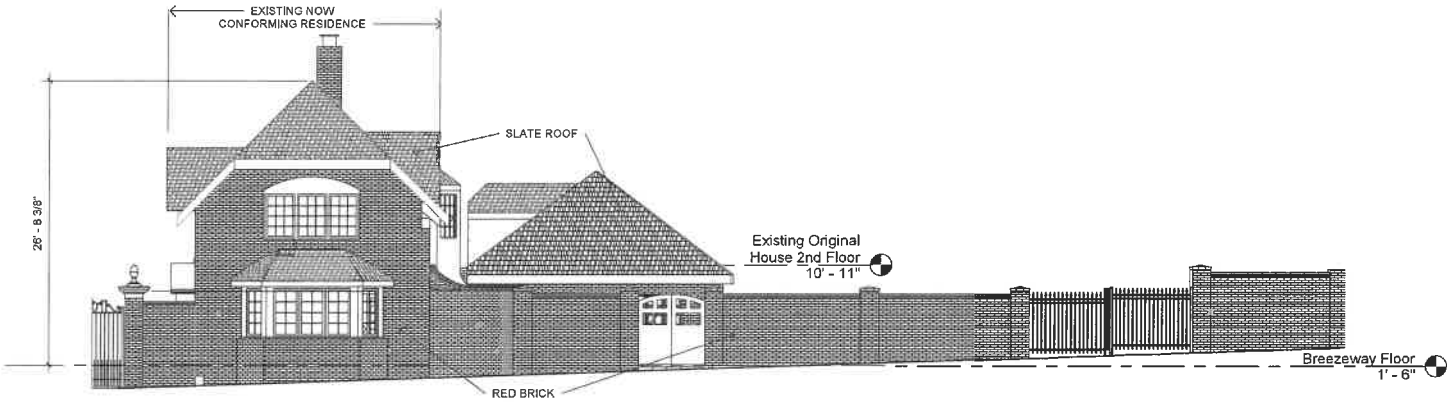 EXISTING NOW
CONFORMING RESIDENCE
SLATE ROOF
26' - 8 3/8"
Existing Original
House 2nd Floor
10' - 11"
Breezeway Floor
1' - 6"
RED BRICK